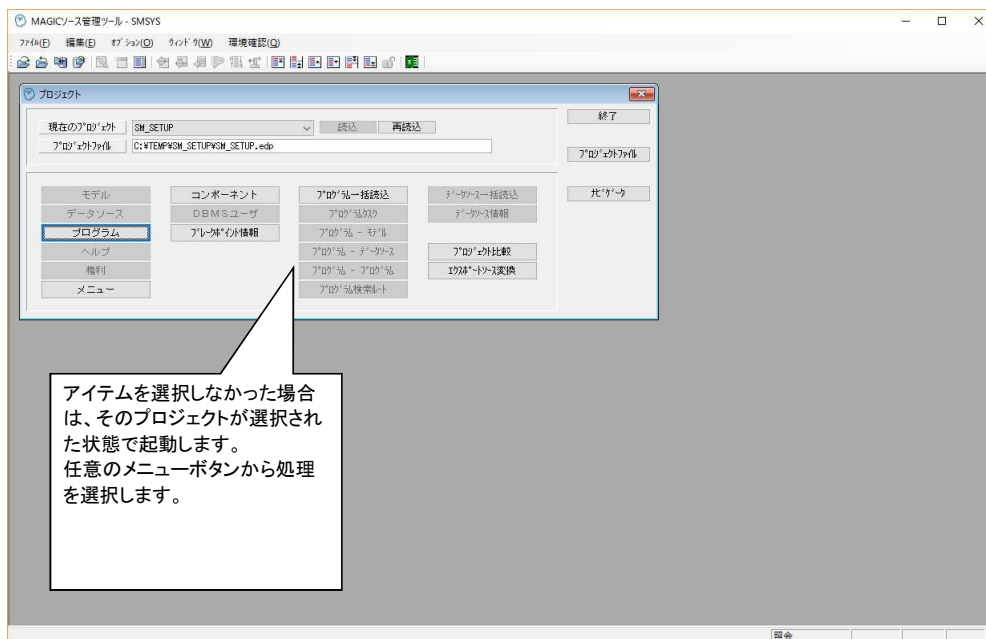 MAGICソース管理ツール - SMSYS
ﾌｧｲﾙ(F) 編集(E) ｵﾌﾟｼｮﾝ(O) ｳｨﾝﾄﾞｳ(W) 環境確認(Q)
プロジェクト
現在のﾌﾟﾛｼﾞｪｸﾄ SM_SETUP 読込 再読込 終了
ﾌﾟﾛｼﾞｪｸﾄﾌｧｲﾙ C:¥TEMP¥SM_SETUP¥SM_SETUP.edp ﾌﾟﾛｼﾞｪｸﾄﾌｧｲﾙ
モデル コンポーネント ﾌﾟﾛｸﾞﾗﾑ一括読込 ﾃﾞｰﾀｿｰｽ一括読込 ﾅﾋﾞｹﾞｰﾀ
データソース DBMSユーザ ﾌﾟﾛｸﾞﾗﾑﾀｽｸ ﾃﾞｰﾀｿｰｽ情報
プログラム ﾌﾞﾚｰｸﾎﾟｲﾝﾄ情報 ﾌﾟﾛｸﾞﾗﾑ - ﾓﾃﾞﾙ
ヘルプ ﾌﾟﾛｸﾞﾗﾑ - ﾃﾞｰﾀｿｰｽ ﾌﾟﾛｼﾞｪｸﾄ比較
権利 ﾌﾟﾛｸﾞﾗﾑ - ﾌﾟﾛｸﾞﾗﾑ ｴｸｽﾎﾟｰﾄｿｰｽ変換
メニュー ﾌﾟﾛｸﾞﾗﾑ検索ﾙｰﾄ
アイテムを選択しなかった場合
は、そのプロジェクトが選択され
た状態で起動します。
任意のメニューボタンから処理
を選択します。
照会